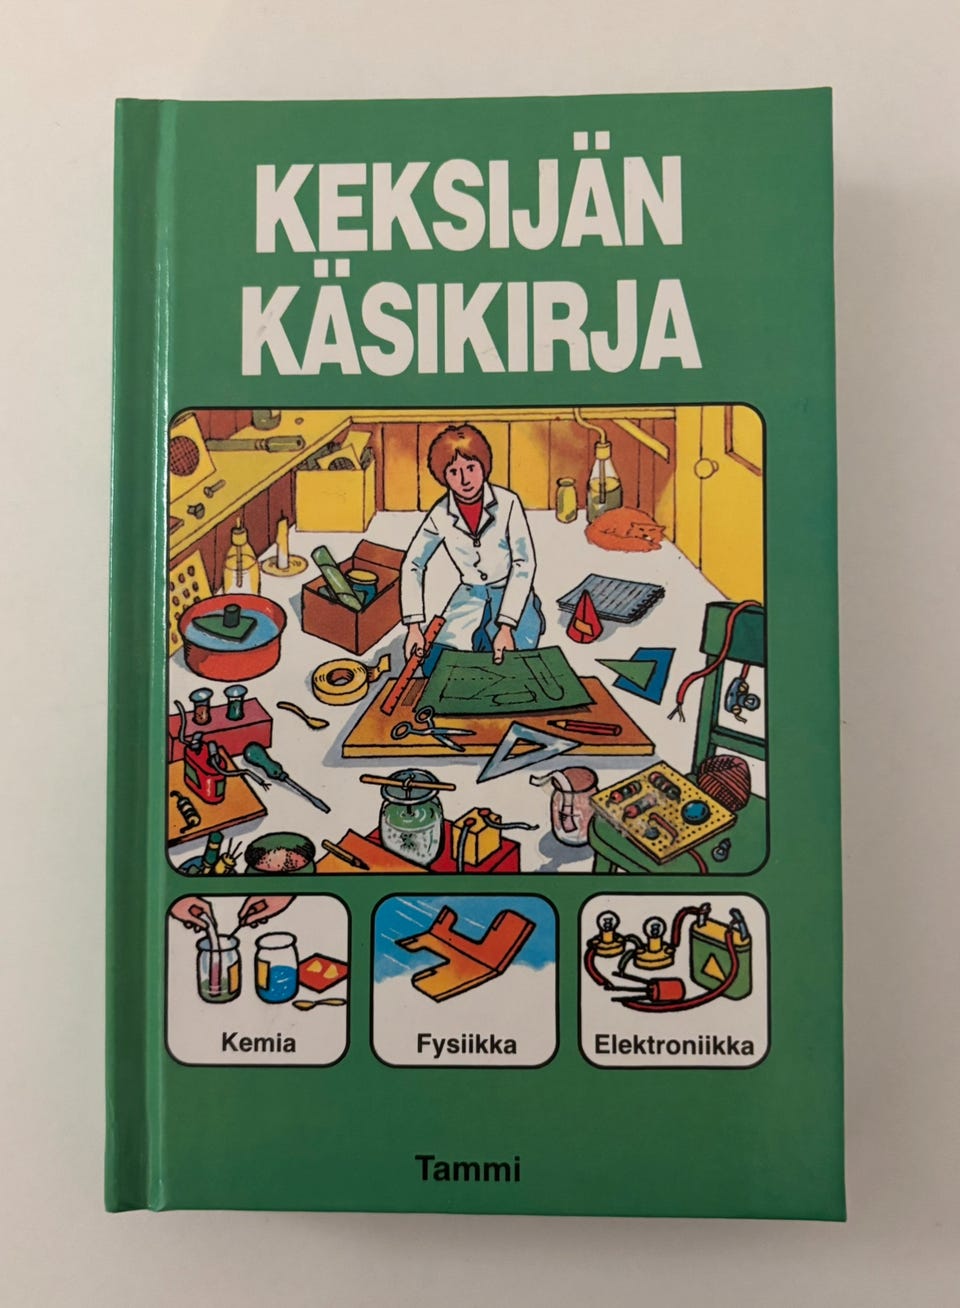 KEKSIJÄN
KÄSIKIRJA
Kemia
Fysiikka
Elektroniikka
Tammi